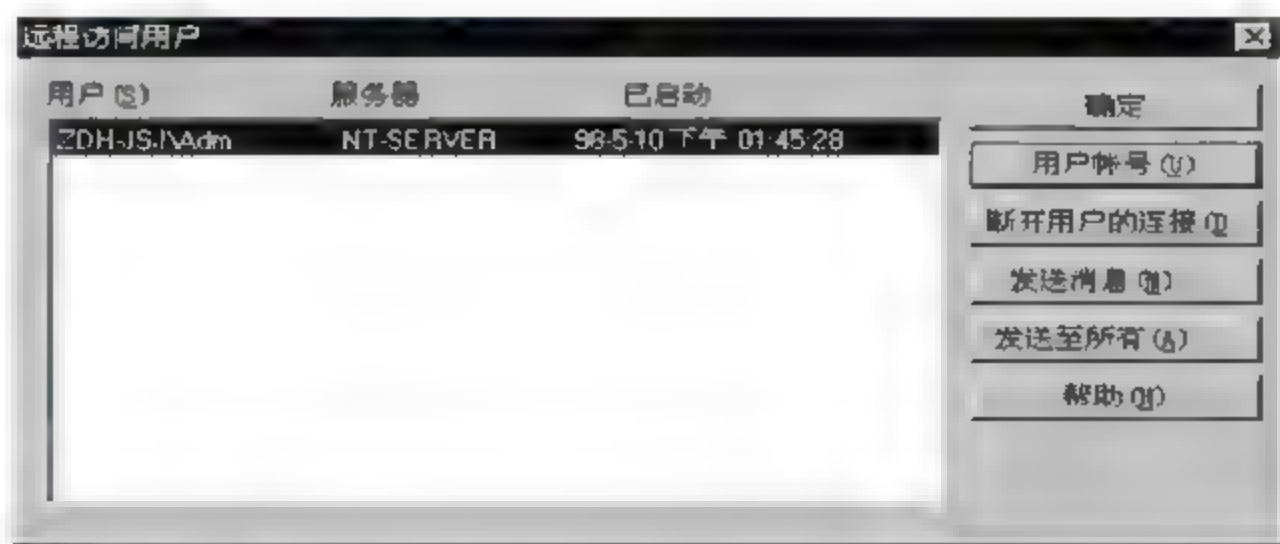 远程访问用户
用户(S) 服务器 已启动
ZDH-JSJ\Adm NT-SERVER 98-5-10 下午 01:45:28
确定
用户帐号(U)
断开用户的连接(D
发送消息(M)
发送至所有(A)
帮助(H)